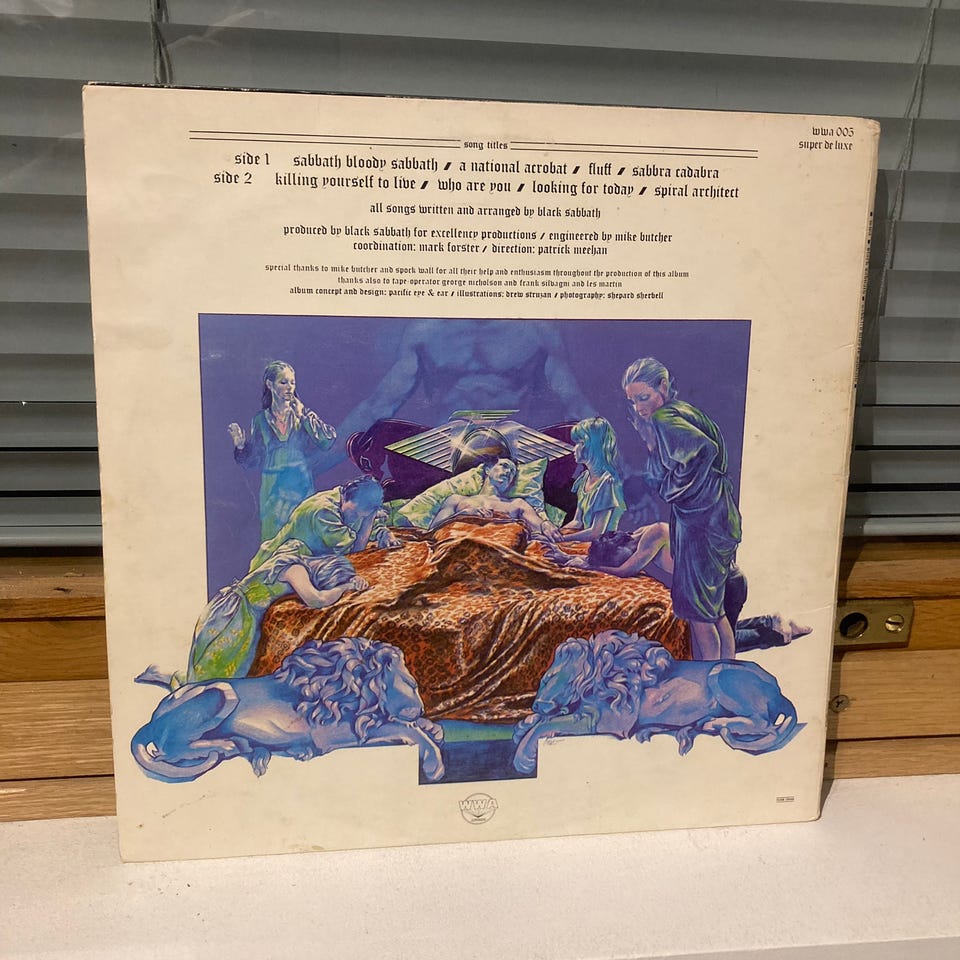 wwa 005
super de luxe
song titles
side 1 sabbath bloody sabbath / a national acrobat / fluff / sabbra cadabra
side 2 killing yourself to live / who are you / looking for today / spiral architect
all songs written and arranged by black sabbath
produced by black sabbath for excellency productions / engineered by mike butcher
coordination: mark forster / direction: patrick meehan
special thanks to mike butcher and spock wall for all their help and enthusiasm throughout the production of this album
thanks also to tape-operator george nicholson and frank silvagni and les martin
album concept and design: pacific eye & ear / illustrations: drew struzan / photography: shepard sherbell
WWA